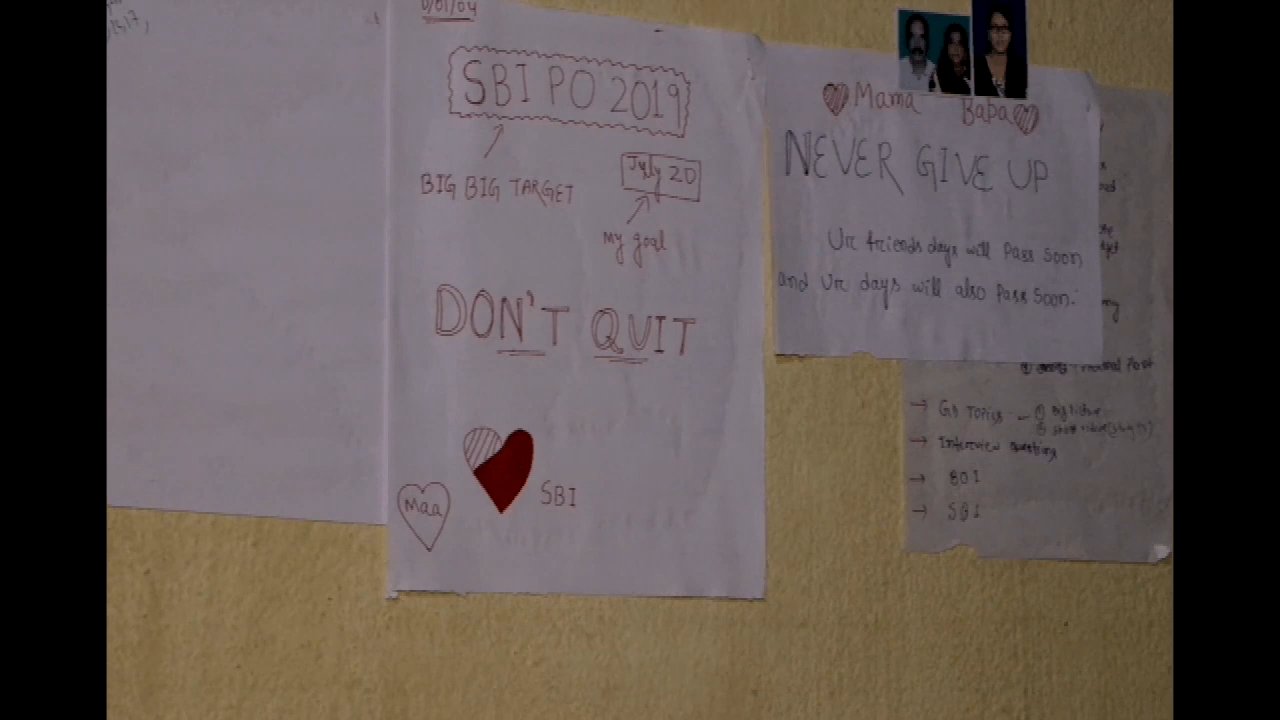 SBI PO 2019
BIG BIG TARGET
July 20
My goal
DON'T QUIT
Maa
SBI
Mama Baba
NEVER GIVE UP
Ur friends days will Pass Soon
and Ur days will also Pass Soon.
→ GD Topics
→ Interview
→ BOI
→ SBI